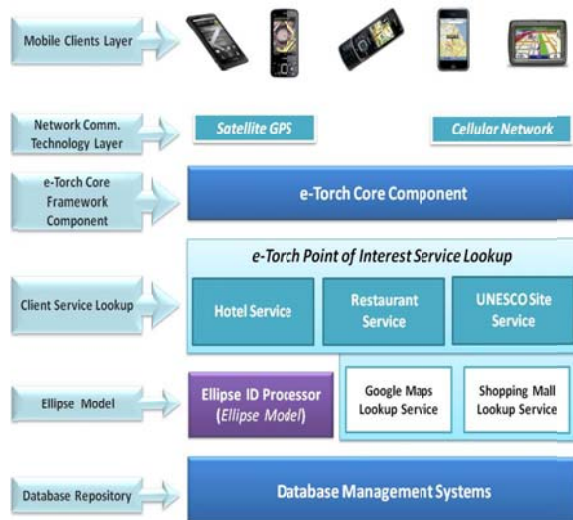 Mobile Clients Layer
Network Comm.
Technology Layer
Satellite GPS
Cellular Network
e-Torch Core
Framework
Component
e-Torch Core Component
Client Service Lookup
e-Torch Point of Interest Service Lookup
Hotel Service
Restaurant
Service
UNESCO Site
Service
Ellipse Model
Ellipse ID Processor
(Ellipse Model)
Google Maps
Lookup Service
Shopping Mall
Lookup Service
Database Repository
Database Management Systems